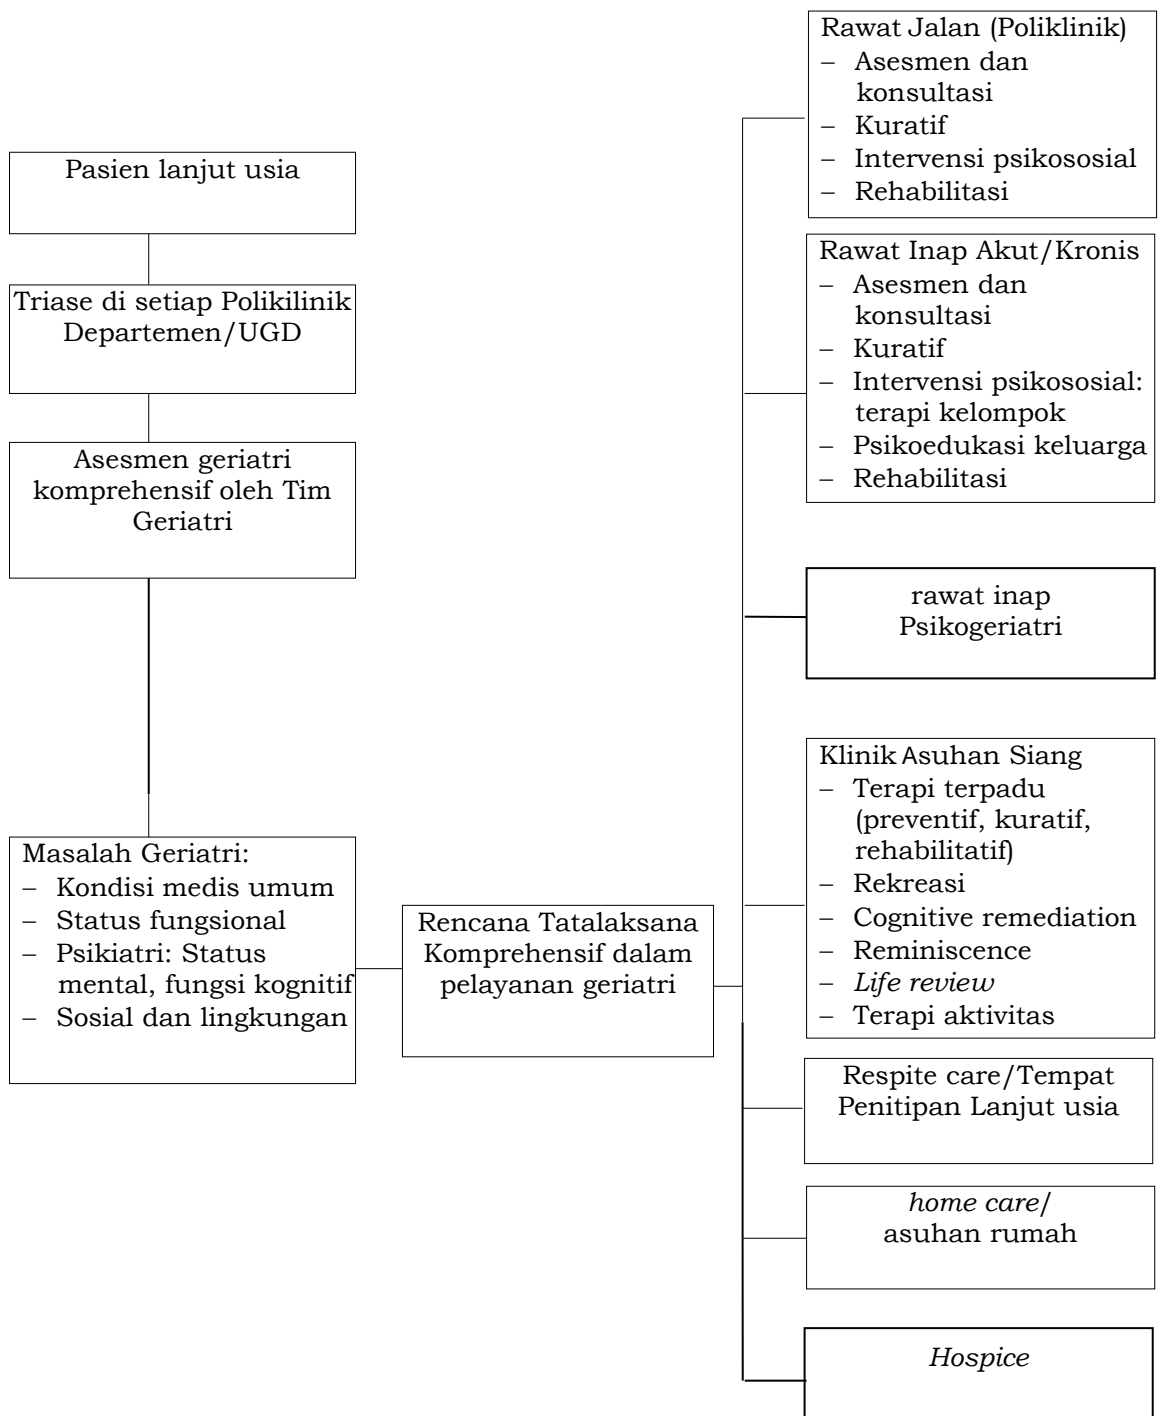 Pasien lanjut usia
Triase di setiap Polikilinik
Departemen/UGD
Asesmen geriatri
komprehensif oleh Tim
Geriatri
Masalah Geriatri:
– Kondisi medis umum
– Status fungsional
– Psikiatri: Status
mental, fungsi kognitif
– Sosial dan lingkungan
Rencana Tatalaksana
Komprehensif dalam
pelayanan geriatri
Rawat Jalan (Poliklinik)
– Asesmen dan
konsultasi
– Kuratif
– Intervensi psikososial
– Rehabilitasi
Rawat Inap Akut/Kronis
– Asesmen dan
konsultasi
– Kuratif
– Intervensi psikososial:
terapi kelompok
– Psikoedukasi keluarga
– Rehabilitasi
rawat inap
Psikogeriatri
Klinik Asuhan Siang
– Terapi terpadu
(preventif, kuratif,
rehabilitatif)
– Rekreasi
– Cognitive remediation
– Reminiscence
– Life review
– Terapi aktivitas
Respite care/Tempat
Penitipan Lanjut usia
home care/
asuhan rumah
Hospice